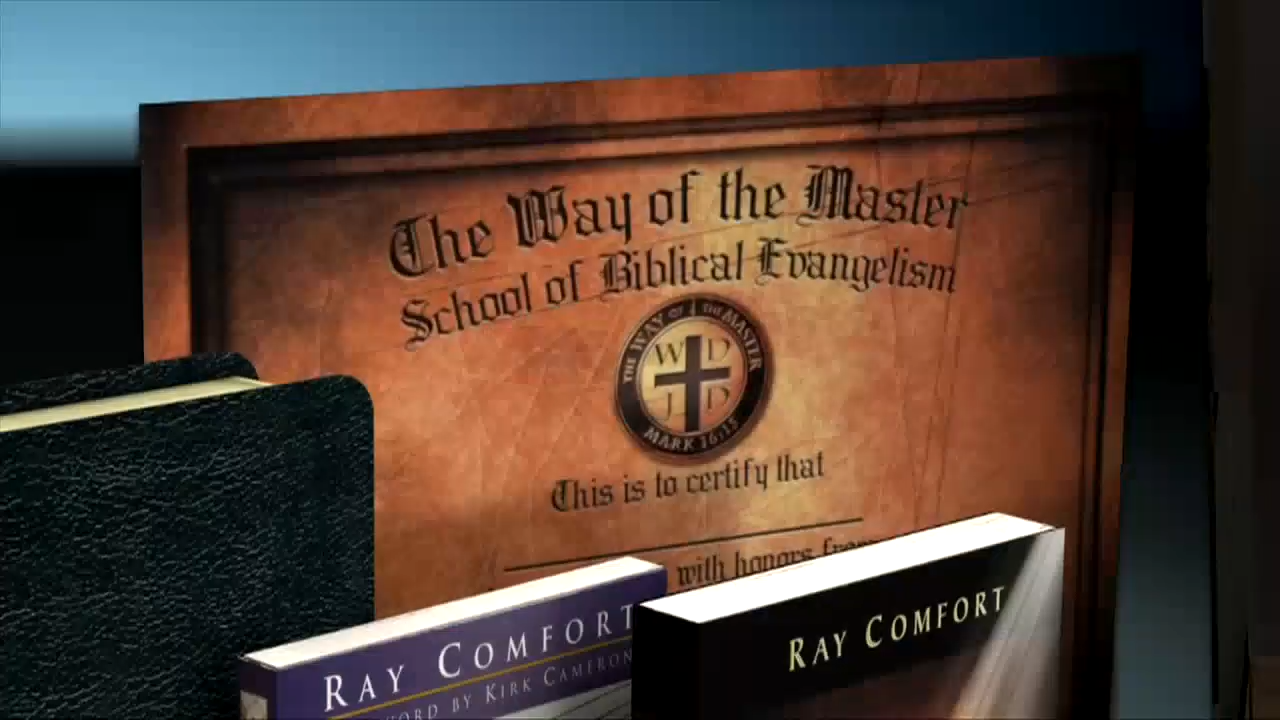 The Way of the Master
School of Biblical Evangelism
THE WAY OF THE MASTER
W D
J D
MARK 16:15
This is to certify that
with honors from
RAY COMFORT
BY KIRK CAMERON
RAY COMFORT